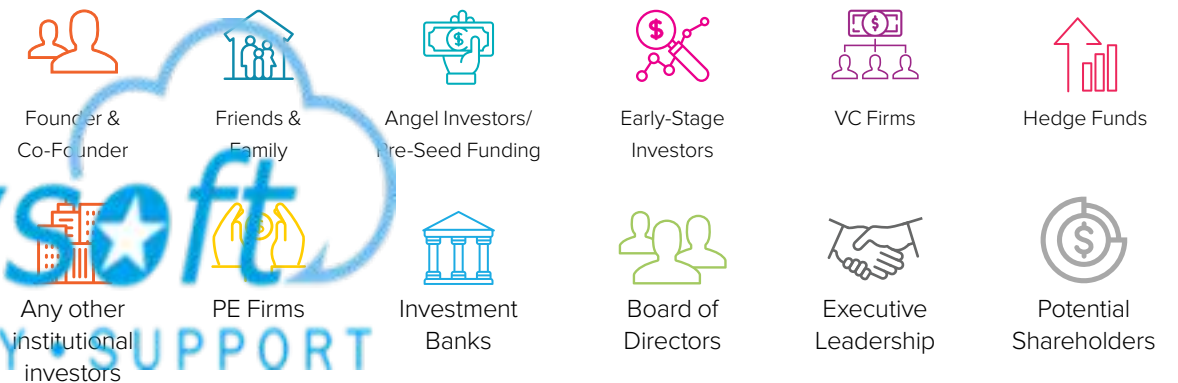 Founder &
Co-Founder
Friends &
Family
Angel Investors/
Pre-Seed Funding
Early-Stage
Investors
VC Firms
Hedge Funds
soft
Any other
institutional
investors
PE Firms
Investment
Banks
Board of
Directors
Executive
Leadership
Potential
Shareholders
Y • SUPPORT